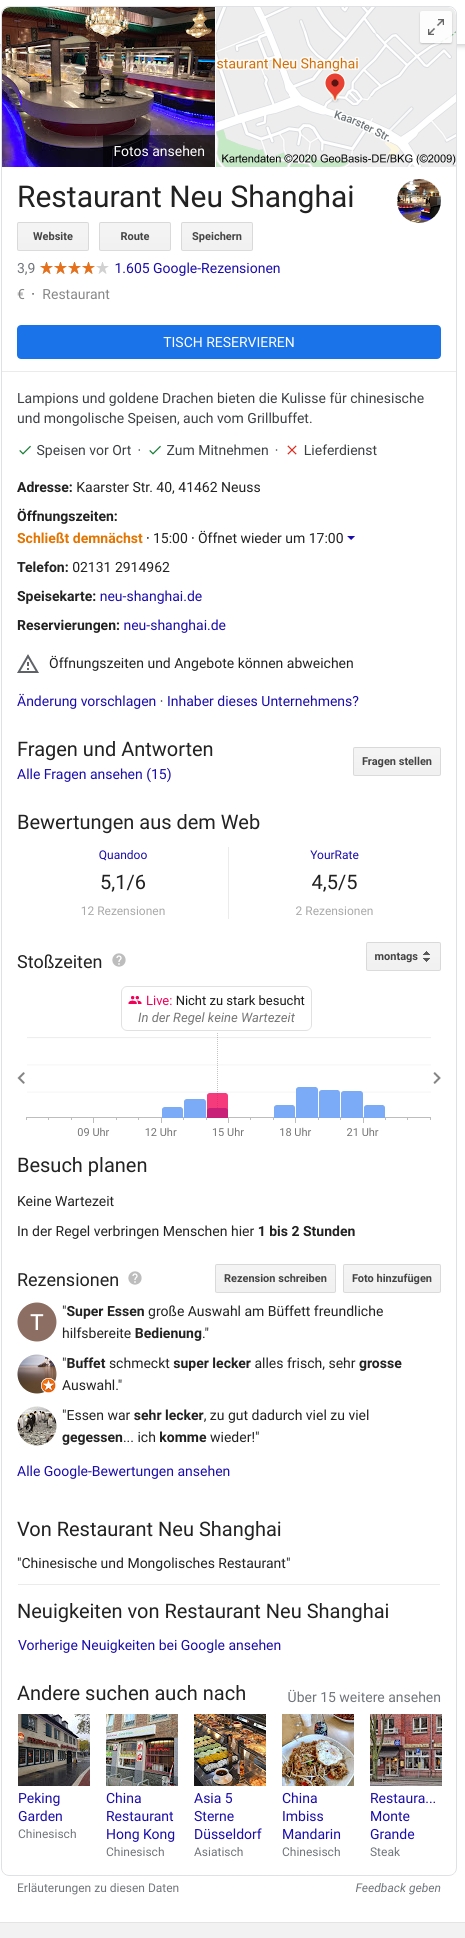 Fotos ansehen
staurant Neu Shanghai
Kaarster Str.
Kartendaten ©2020 GeoBasis-DE/BKG (©2009)
Restaurant Neu Shanghai
Website Route Speichern
3,9 1.605 Google-Rezensionen
€ · Restaurant
TISCH RESERVIEREN
Lampions und goldene Drachen bieten die Kulisse für chinesische
und mongolische Speisen, auch vom Grillbuffet.
Speisen vor Ort · Zum Mitnehmen · Lieferdienst
Adresse: Kaarster Str. 40, 41462 Neuss
Öffnungszeiten:
Schließt demnächst · 15:00 · Öffnet wieder um 17:00
Telefon: 02131 2914962
Speisekarte: neu-shanghai.de
Reservierungen: neu-shanghai.de
Öffnungszeiten und Angebote können abweichen
Änderung vorschlagen · Inhaber dieses Unternehmens?
Fragen und Antworten
Alle Fragen ansehen (15)
Fragen stellen
Bewertungen aus dem Web
Quandoo YourRate
5,1/6 4,5/5
12 Rezensionen 2 Rezensionen
Stoßzeiten ? montags
Live: Nicht zu stark besucht
In der Regel keine Wartezeit
09 Uhr 12 Uhr 15 Uhr 18 Uhr 21 Uhr
Besuch planen
Keine Wartezeit
In der Regel verbringen Menschen hier 1 bis 2 Stunden
Rezensionen ? Rezension schreiben Foto hinzufügen
T
"Super Essen große Auswahl am Büffett freundliche
hilfsbereite Bedienung."
"Buffet schmeckt super lecker alles frisch, sehr grosse
Auswahl."
"Essen war sehr lecker, zu gut dadurch viel zu viel
gegessen... ich komme wieder!"
Alle Google-Bewertungen ansehen
Von Restaurant Neu Shanghai
"Chinesische und Mongolisches Restaurant"
Neuigkeiten von Restaurant Neu Shanghai
Vorherige Neuigkeiten bei Google ansehen
Andere suchen auch nach Über 15 weitere ansehen
Peking
Garden
Chinesisch
China
Restaurant
Hong Kong
Chinesisch
Asia 5
Sterne
Düsseldorf
Asiatisch
China
Imbiss
Mandarin
Chinesisch
Restaura...
Monte
Grande
Steak
Erläuterungen zu diesen Daten Feedback geben